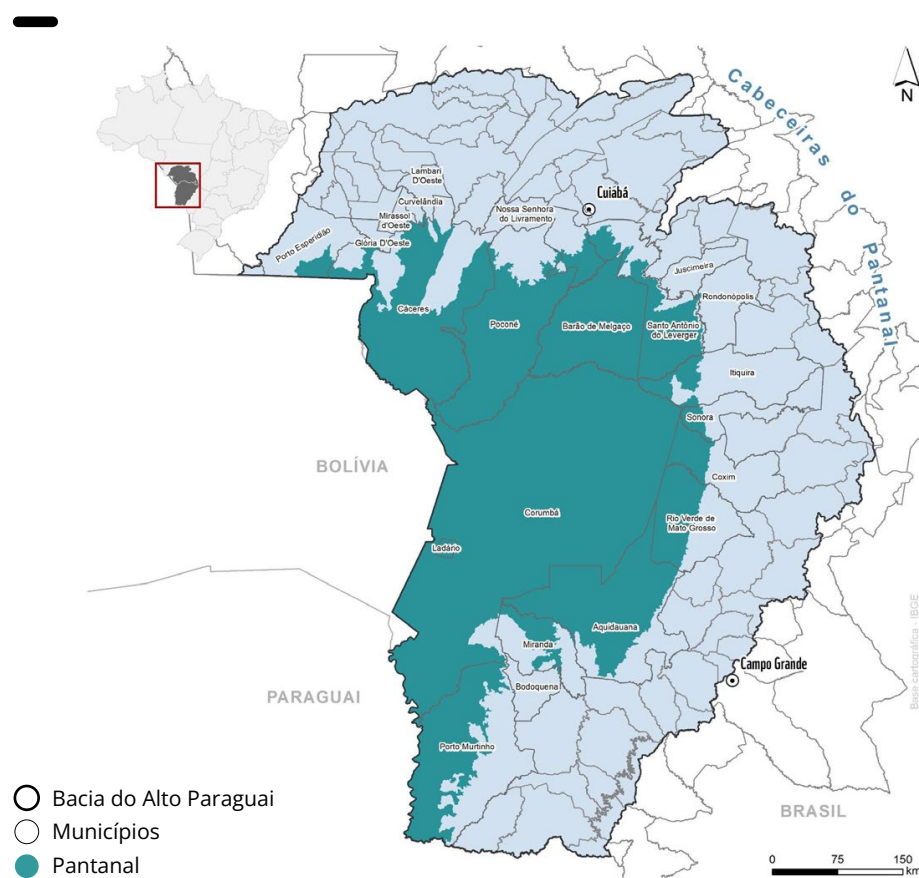 N
Cabeceiras do Pantanal
Lambari
D'Oeste
Curvelândia
Mirassol
d'Oeste
Glória D'Oeste
Porto Esperidião
Nossa Senhora
do Livramento
Cuiabá
Juscimeira
Rondonópolis
Cáceres
Poconé
Barão de Melgaço
Santo Antônio
do Leverger
Itiquira
Sonora
BOLÍVIA
Coxim
Corumbá
Rio Verde de
Mato Grosso
Ladário
Aquidauana
Miranda
Campo Grande
Bodoquena
PARAGUAI
Porto Murtinho
Base cartográfica - IBGE
BRASIL
Bacia do Alto Paraguai
Municípios
Pantanal
0 75 150
km